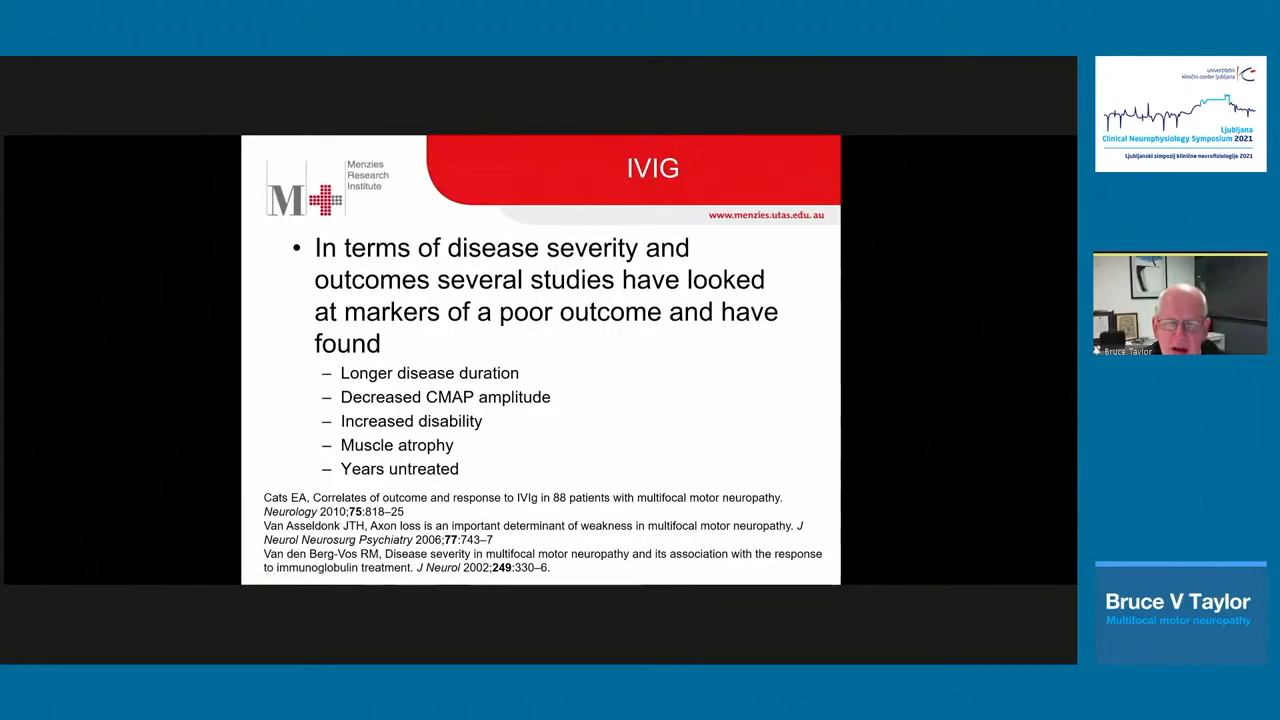 Menzies
Research
Institute
M
IVIG
www.menzies.utas.edu.au
• In terms of disease severity and
outcomes several studies have looked
at markers of a poor outcome and have
found
– Longer disease duration
– Decreased CMAP amplitude
– Increased disability
– Muscle atrophy
– Years untreated
Cats EA, Correlates of outcome and response to IVIg in 88 patients with multifocal motor neuropathy.
Neurology 2010;75:818–25
Van Asseldonk JTH, Axon loss is an important determinant of weakness in multifocal motor neuropathy. J
Neurol Neurosurg Psychiatry 2006;77:743–7
Van den Berg-Vos RM, Disease severity in multifocal motor neuropathy and its association with the response
to immunoglobulin treatment. J Neurol 2002;249:330–6.
univerzitetni
klinični center ljubljana
Ljubljana
Clinical Neurophysiology Symposium 2021
Ljubljanski simpozij klinične nevrofiziologije 2021
Bruce Taylor
Bruce V Taylor
Multifocal motor neuropathy